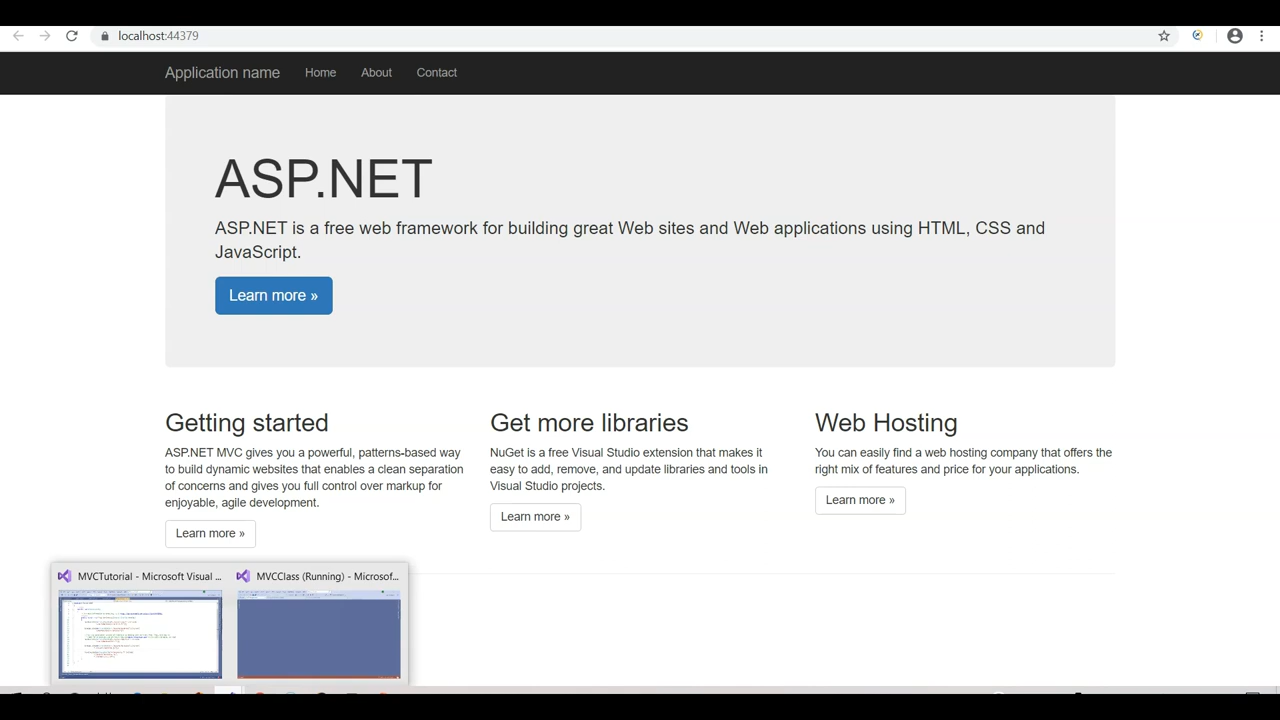 localhost:44379
Application name Home About Contact
ASP.NET
ASP.NET is a free web framework for building great Web sites and Web applications using HTML, CSS and
JavaScript.
Learn more »
Getting started
ASP.NET MVC gives you a powerful, patterns-based way
to build dynamic websites that enables a clean separation
of concerns and gives you full control over markup for
enjoyable, agile development.
Learn more »
Get more libraries
NuGet is a free Visual Studio extension that makes it
easy to add, remove, and update libraries and tools in
Visual Studio projects.
Learn more »
Web Hosting
You can easily find a web hosting company that offers the
right mix of features and price for your applications.
Learn more »
MVCTutorial - Microsoft Visual ...
MVCClass (Running) - Microsof...